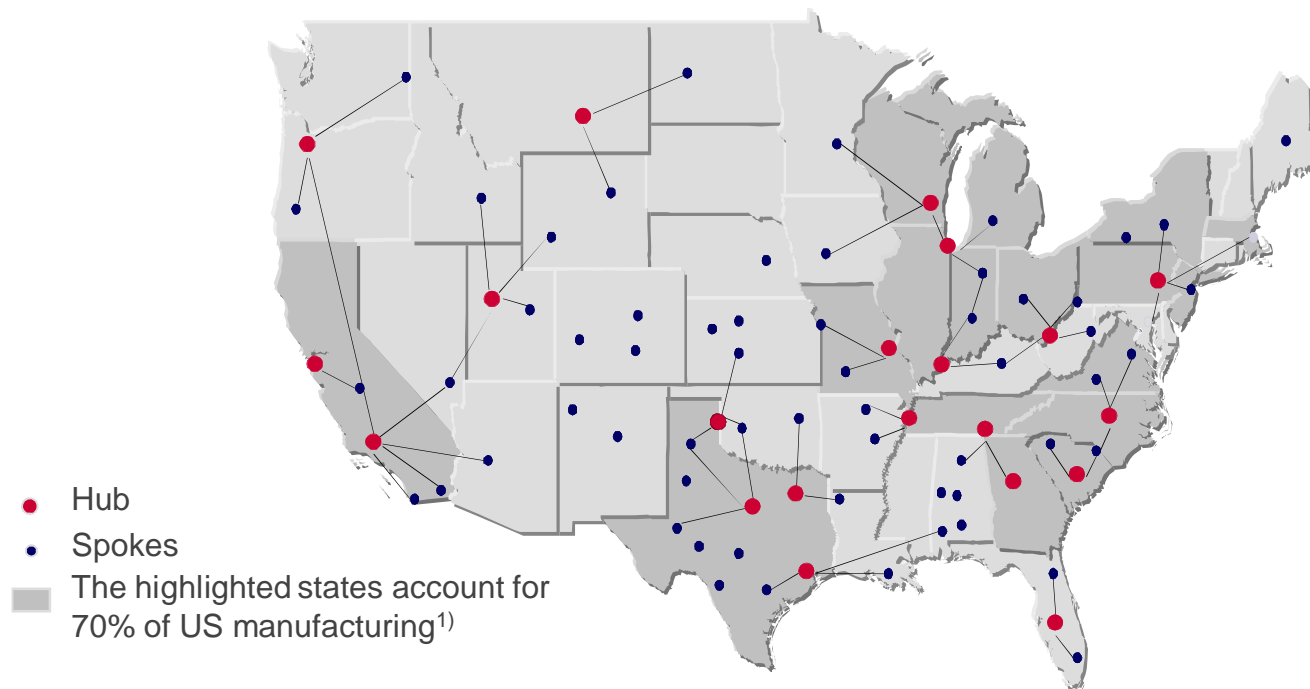 Hub
Spokes
The highlighted states account for
70% of US manufacturing1)